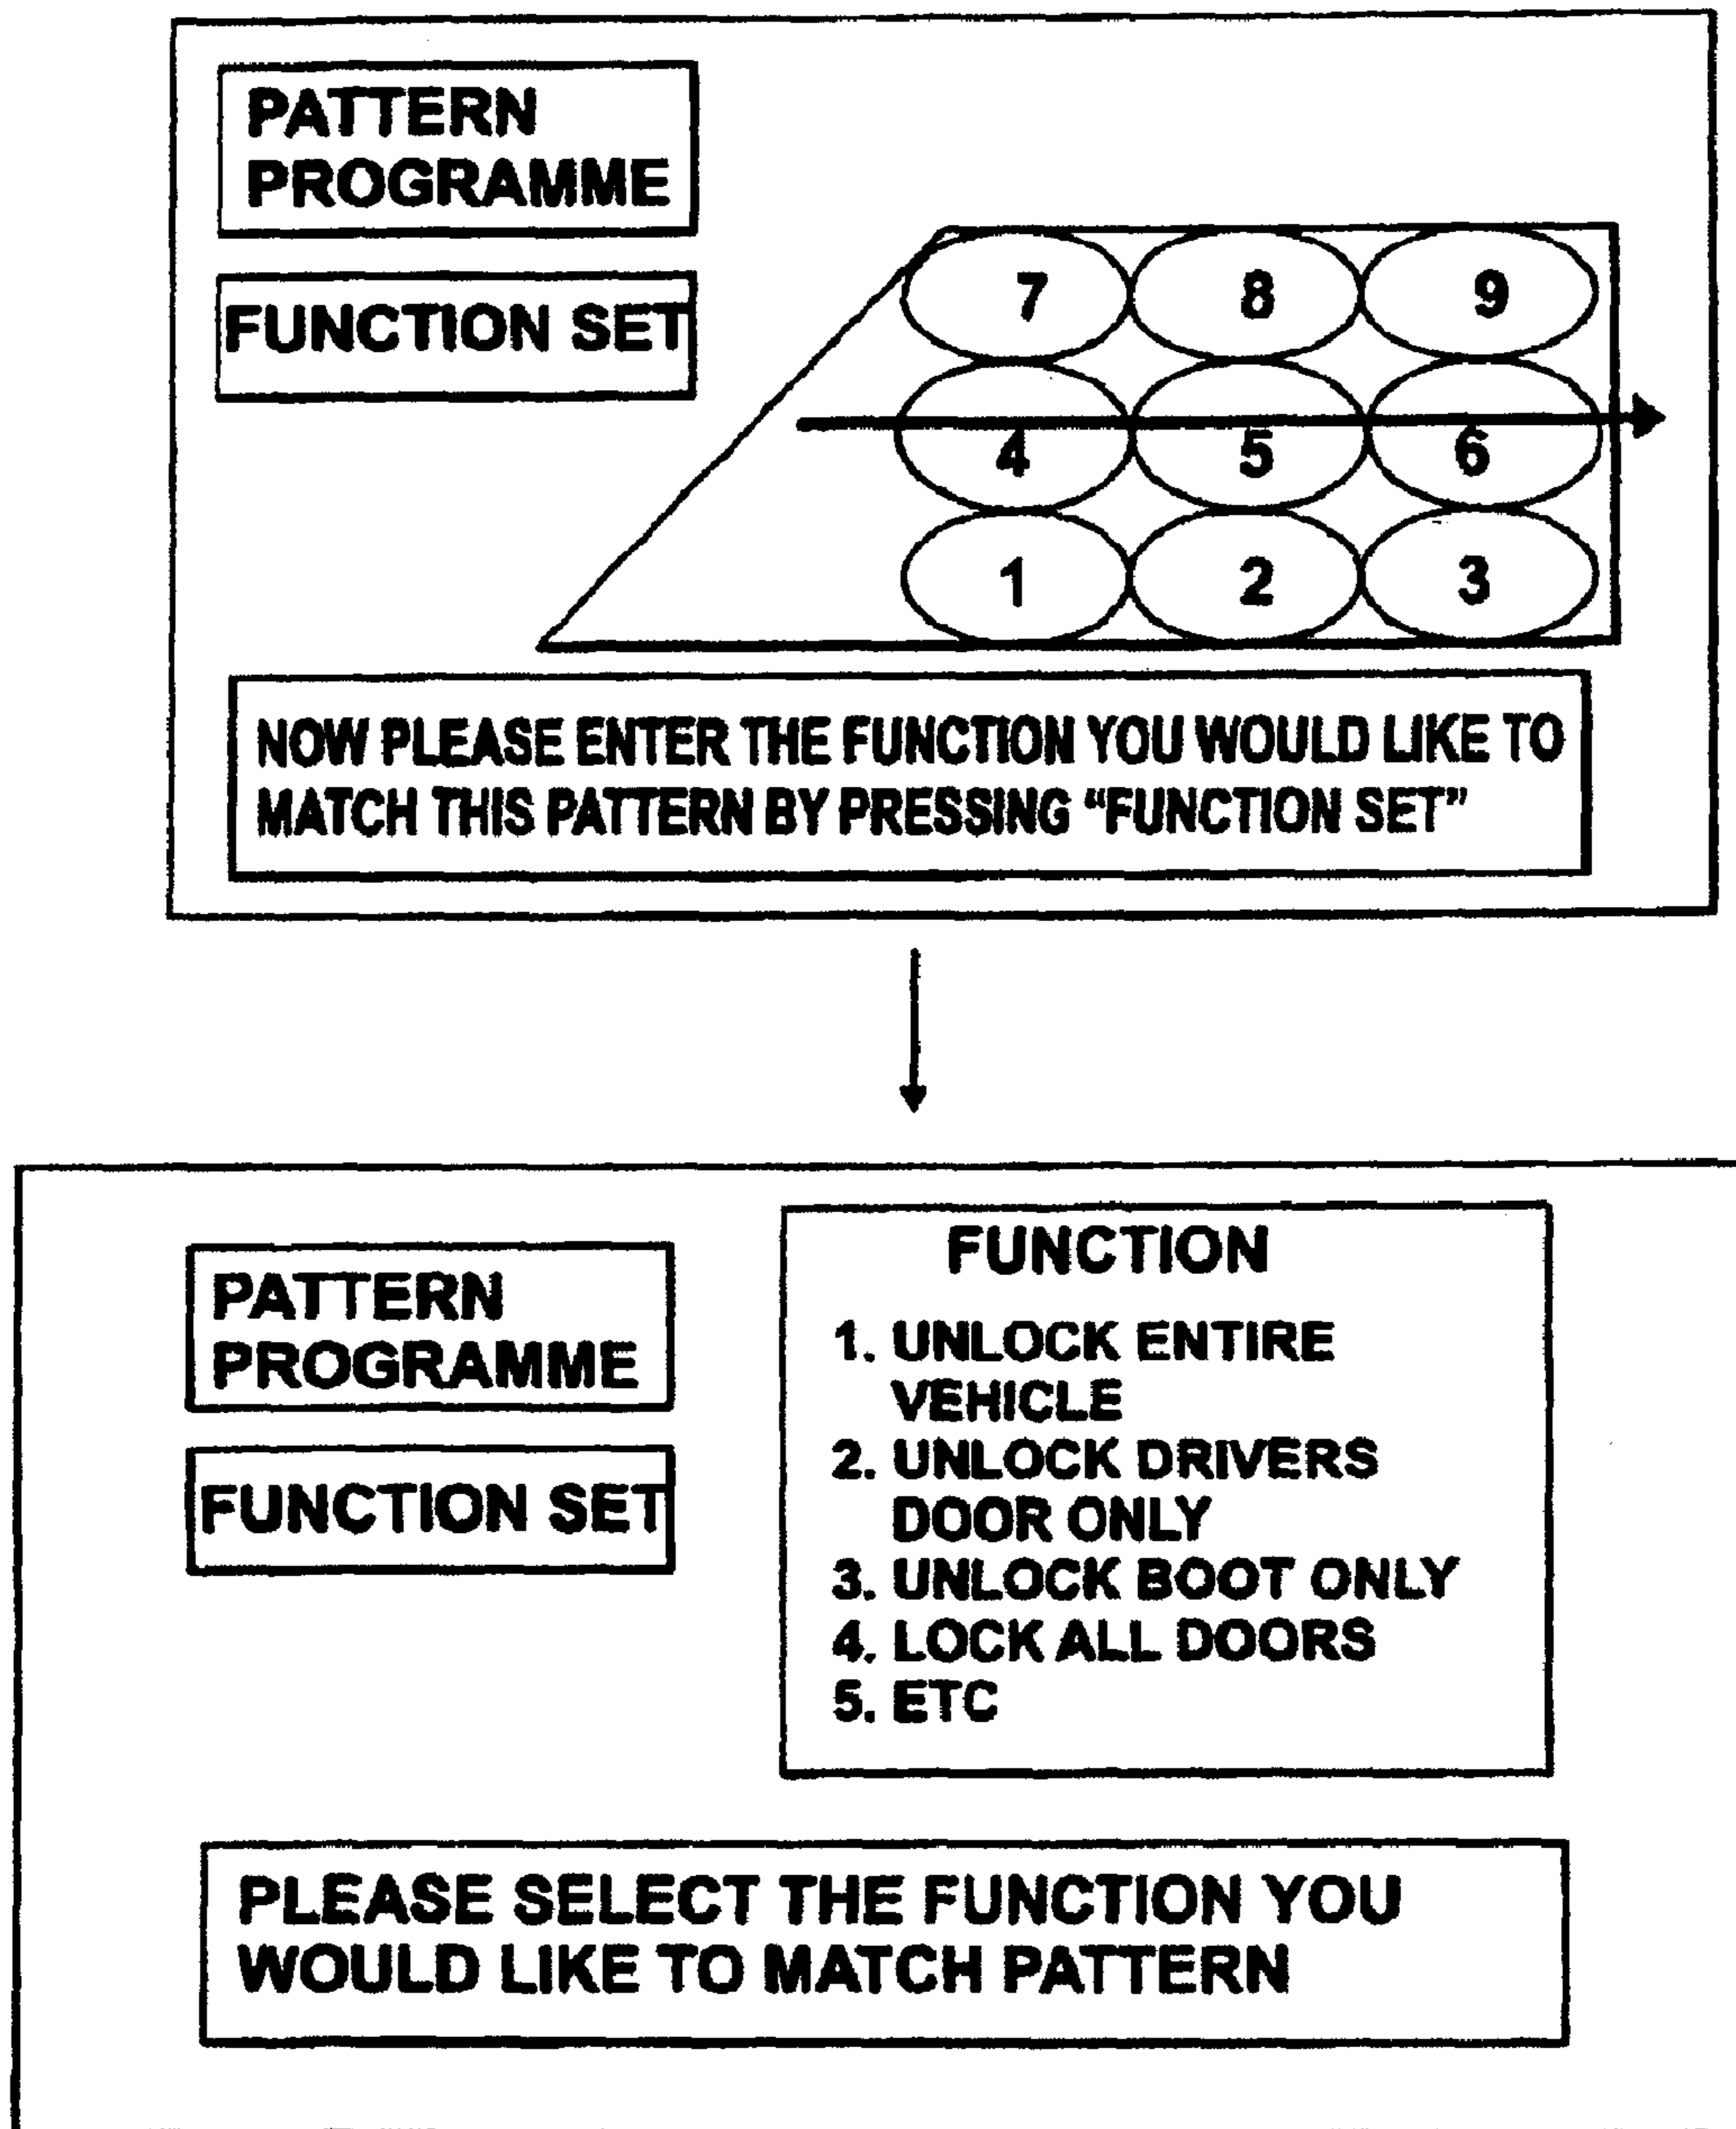 PATTERN
PROGRAMME
FUNCTION SET
7 8 9
4 5 6
1 2 3
NOW PLEASE ENTER THE FUNCTION YOU WOULD LIKE TO
MATCH THIS PATTERN BY PRESSING “FUNCTION SET”
PATTERN
PROGRAMME
FUNCTION SET
FUNCTION
1. UNLOCK ENTIRE
VEHICLE
2. UNLOCK DRIVERS
DOOR ONLY
3. UNLOCK BOOT ONLY
4. LOCK ALL DOORS
5. ETC
PLEASE SELECT THE FUNCTION YOU
WOULD LIKE TO MATCH PATTERN